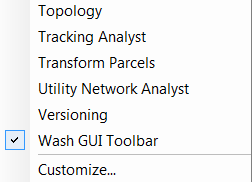 Topology
Tracking Analyst
Transform Parcels
Utility Network Analyst
Versioning
Wash GUI Toolbar
Customize...